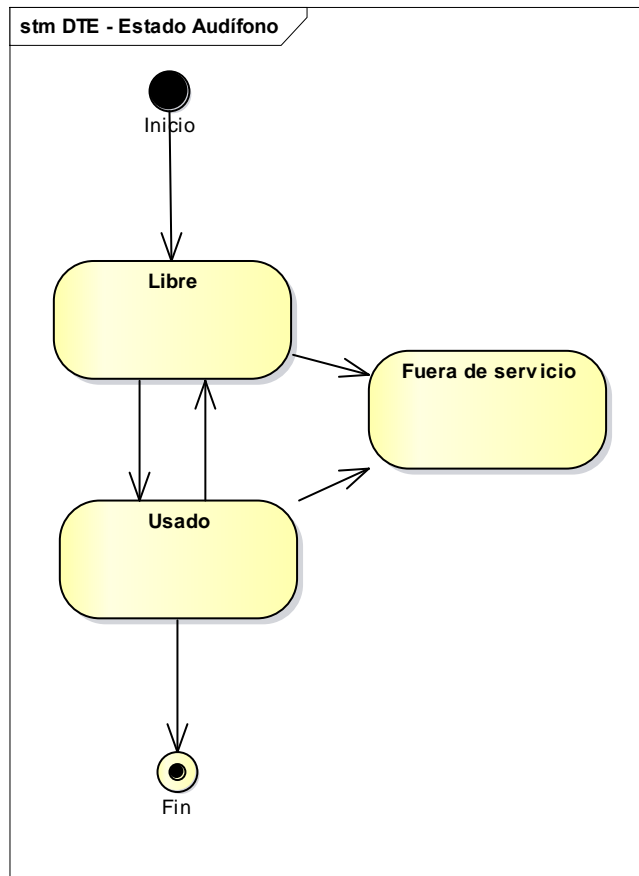 stm DTE - Estado Audífono
Inicio
Libre
Fuera de servicio
Usado
Fin